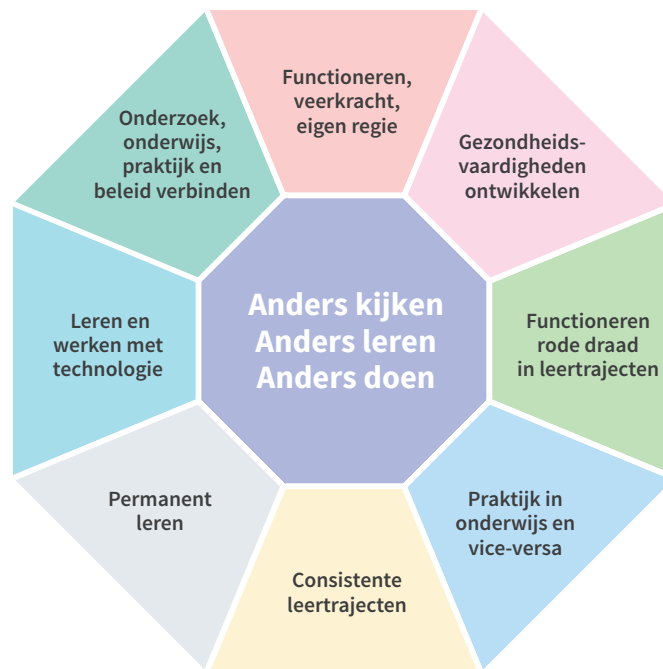 Functioneren,
veerkracht,
eigen regie
Gezondheids-
vaardigheden
ontwikkelen
Functioneren
rode draad
in leertrajecten
Praktijk in
onderwijs en
vice-versa
Consistente
leertrajecten
Permanent
leren
Leren en
werken met
technologie
Onderzoek,
onderwijs,
praktijk en
beleid verbinden
Anders kijken
Anders leren
Anders doen